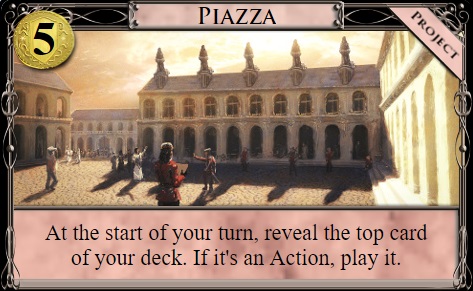 PIAZZA
PROJECT
5
At the start of your turn, reveal the top card
of your deck. If it's an Action, play it.